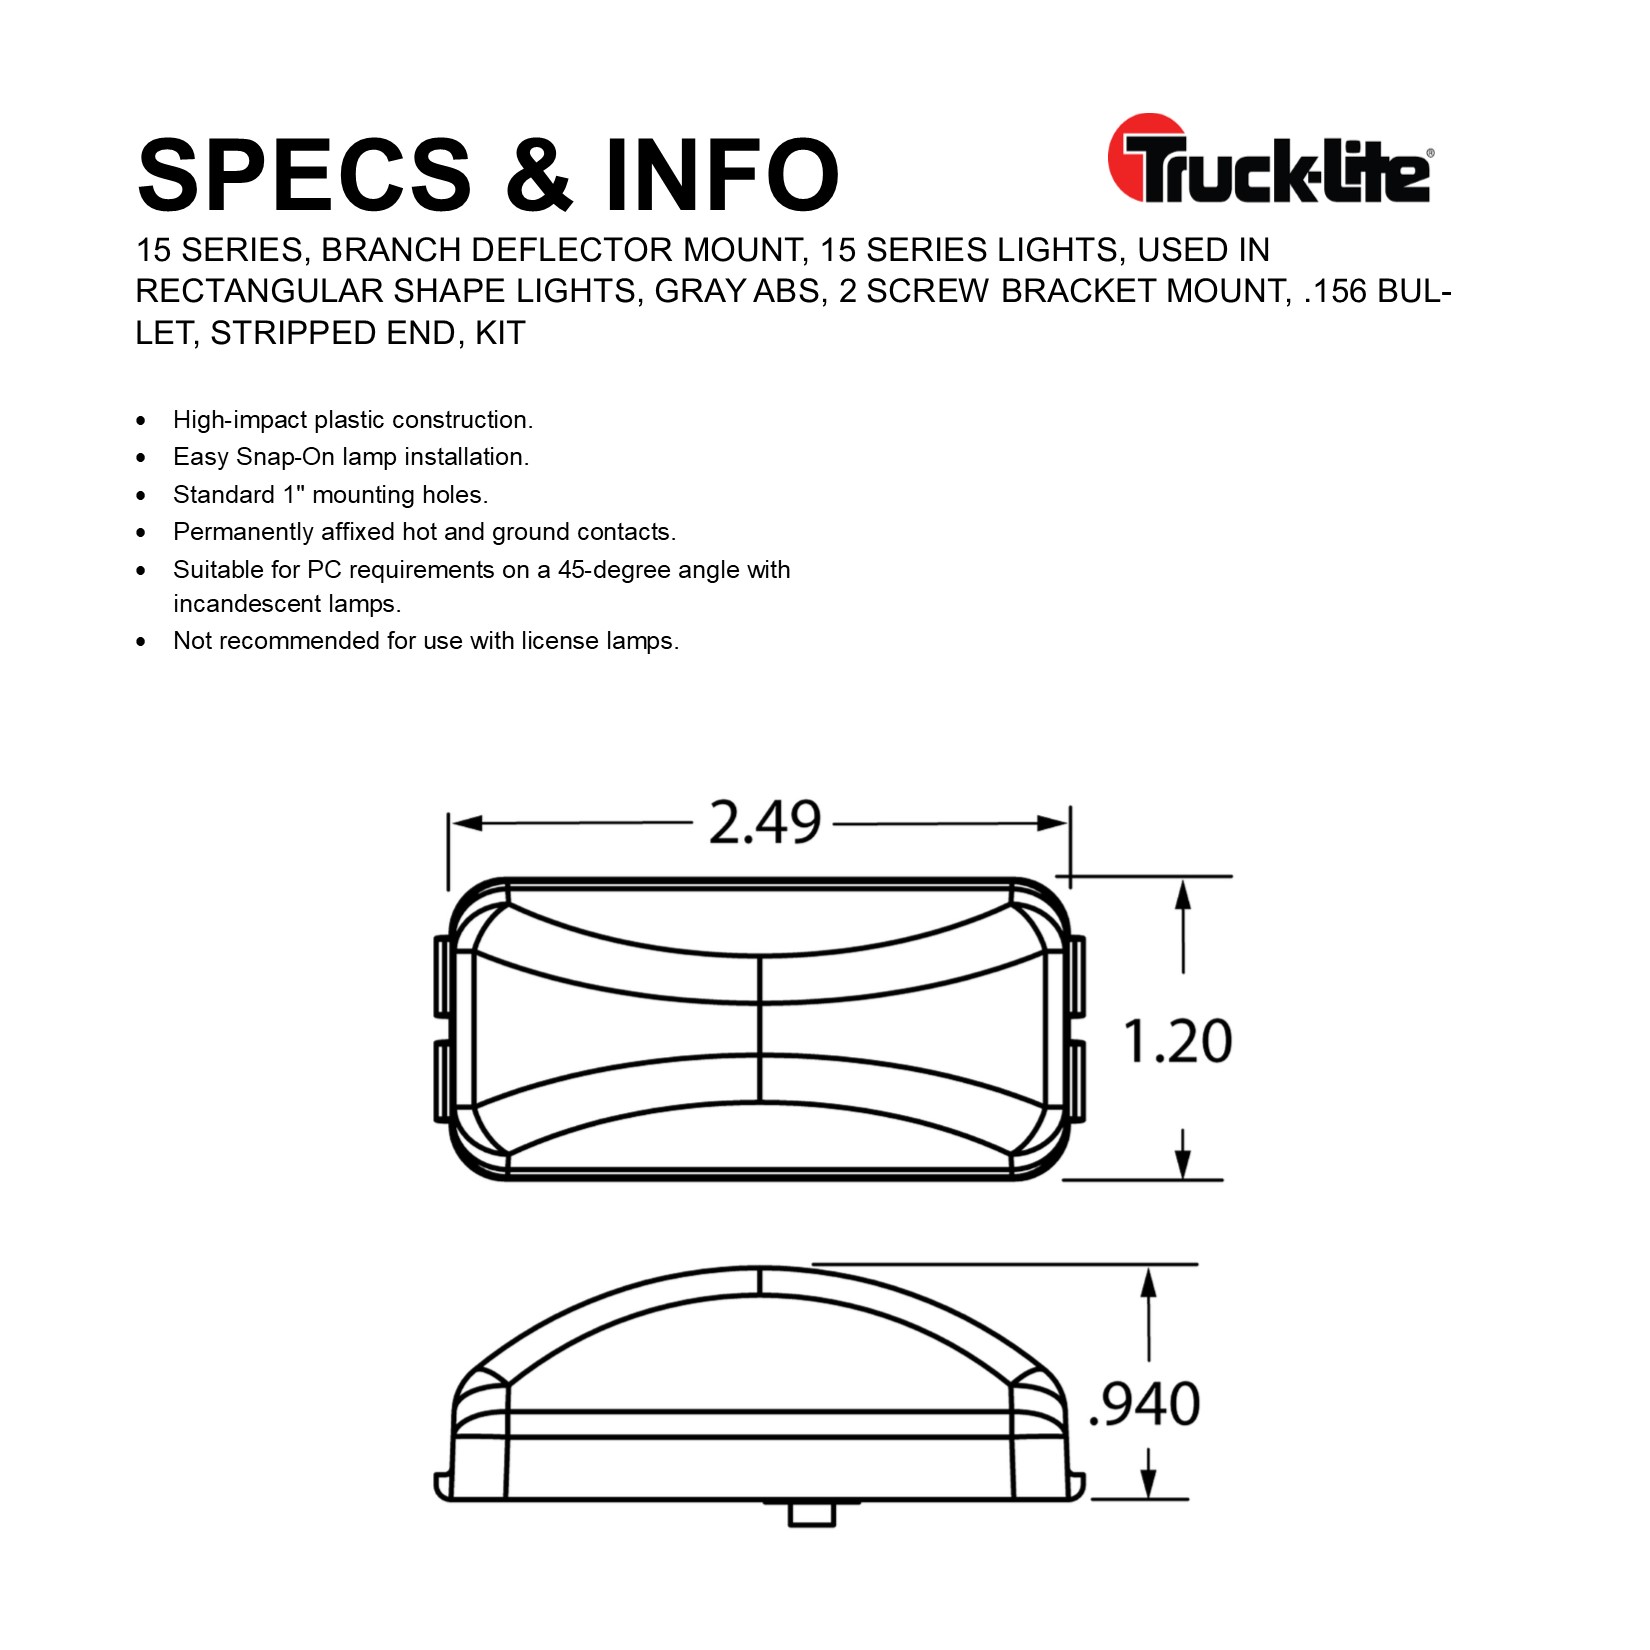 SPECS & INFO
Truck-Lite®
15 SERIES, BRANCH DEFLECTOR MOUNT, 15 SERIES LIGHTS, USED IN
RECTANGULAR SHAPE LIGHTS, GRAY ABS, 2 SCREW BRACKET MOUNT, .156 BUL-
LET, STRIPPED END, KIT
• High-impact plastic construction.
• Easy Snap-On lamp installation.
• Standard 1" mounting holes.
• Permanently affixed hot and ground contacts.
• Suitable for PC requirements on a 45-degree angle with
incandescent lamps.
• Not recommended for use with license lamps.
2.49
1.20
.940